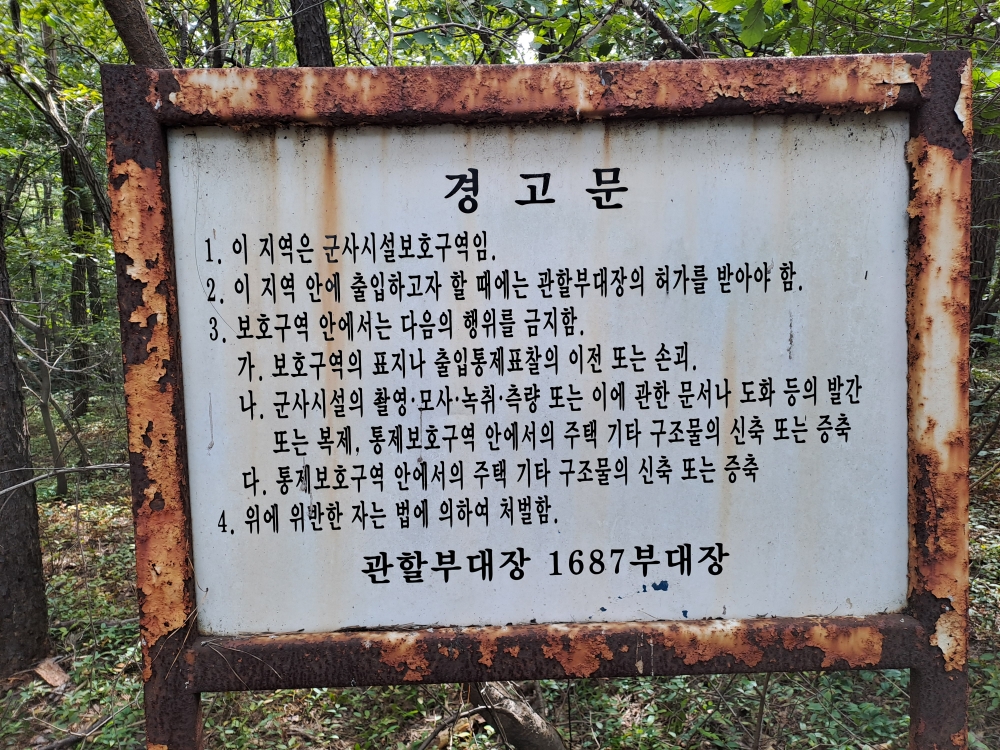 경고문
1. 이 지역은 군사시설보호구역임.
2. 이 지역 안에 출입하고자 할 때에는 관할부대장의 허가를 받아야 함.
3. 보호구역 안에서는 다음의 행위를 금지함.
가. 보호구역의 표지나 출입통제표찰의 이전 또는 손괴.
나. 군사시설의 촬영·모사·녹취·측량 또는 이에 관한 문서나 도화 등의 발간
또는 복제, 통제보호구역 안에서의 주택 기타 구조물의 신축 또는 증축
다. 통제보호구역 안에서의 주택 기타 구조물의 신축 또는 증축
4. 위에 위반한 자는 법에 의하여 처벌함.
관할부대장 1687부대장